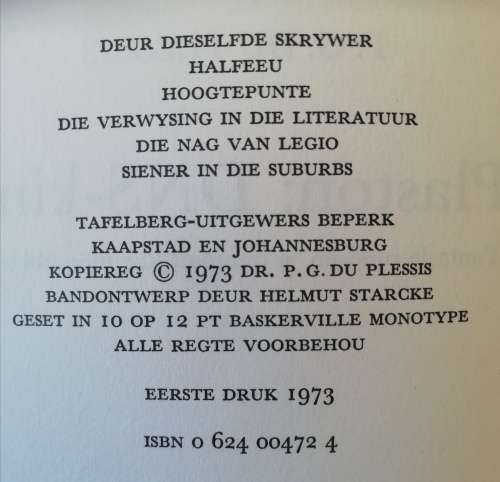 DEUR DIESELFDE SKRYWER
HALFEEU
HOOGTEPUNTE
DIE VERWYSING IN DIE LITERATUUR
DIE NAG VAN LEGIO
SIENER IN DIE SUBURBS
TAFELBERG-UITGEWERS BEPERK
KAAPSTAD EN JOHANNESBURG
KOPIEREG © 1973 DR. P.G. DU PLESSIS
BANDONTWERP DEUR HELMUT STARCKE
GESET IN 10 OP 12 PT BASKERVILLE MONOTYPE
ALLE REGTE VOORBEHOU
EERSTE DRUK 1973
ISBN 0 624 00472 4